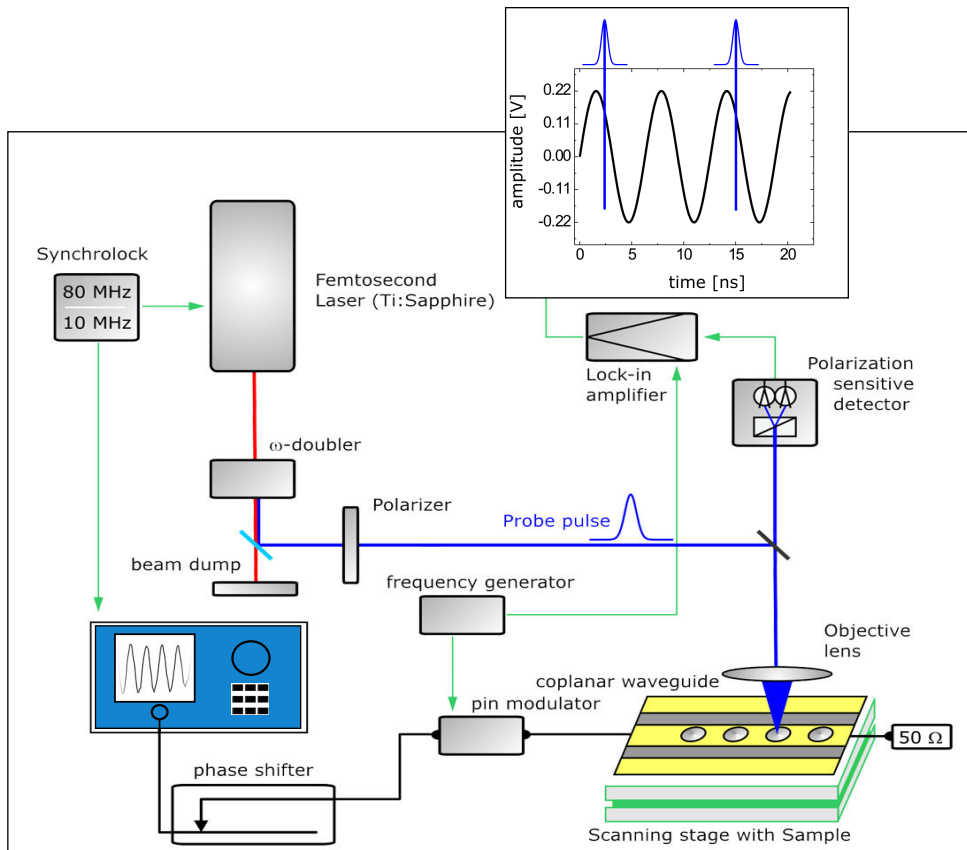 amplitude [V]
0.22
0.11
0.00
-0.11
-0.22
0
5
10
15
20
time [ns]
Synchrolock
80 MHz
10 MHz
Femtosecond
Laser (Ti:Sapphire)
Lock-in
amplifier
Polarization
sensitive
detector
ω-doubler
Polarizer
Probe pulse
beam dump
frequency generator
Objective
lens
coplanar waveguide
pin modulator
50 Ω
phase shifter
Scanning stage with Sample